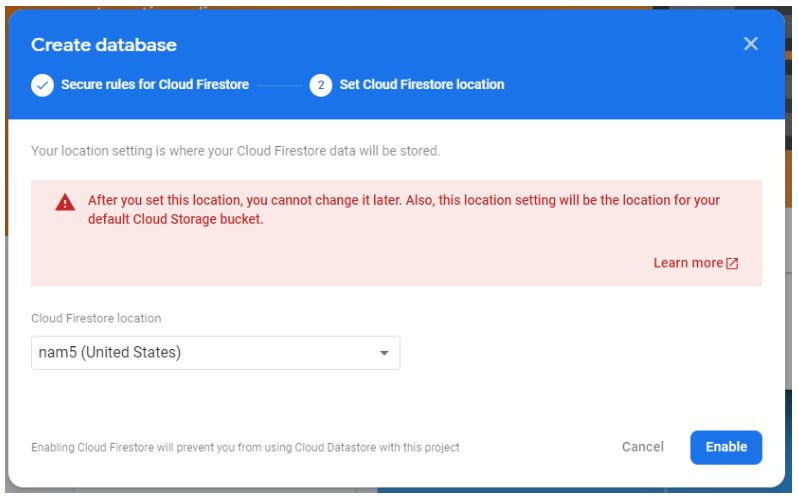 Create database
Secure rules for Cloud Firestore
2 Set Cloud Firestore location
Your location setting is where your Cloud Firestore data will be stored.
After you set this location, you cannot change it later. Also, this location setting will be the location for your
default Cloud Storage bucket.
Learn more
Cloud Firestore location
nam5 (United States)
Enabling Cloud Firestore will prevent you from using Cloud Datastore with this project
Cancel
Enable